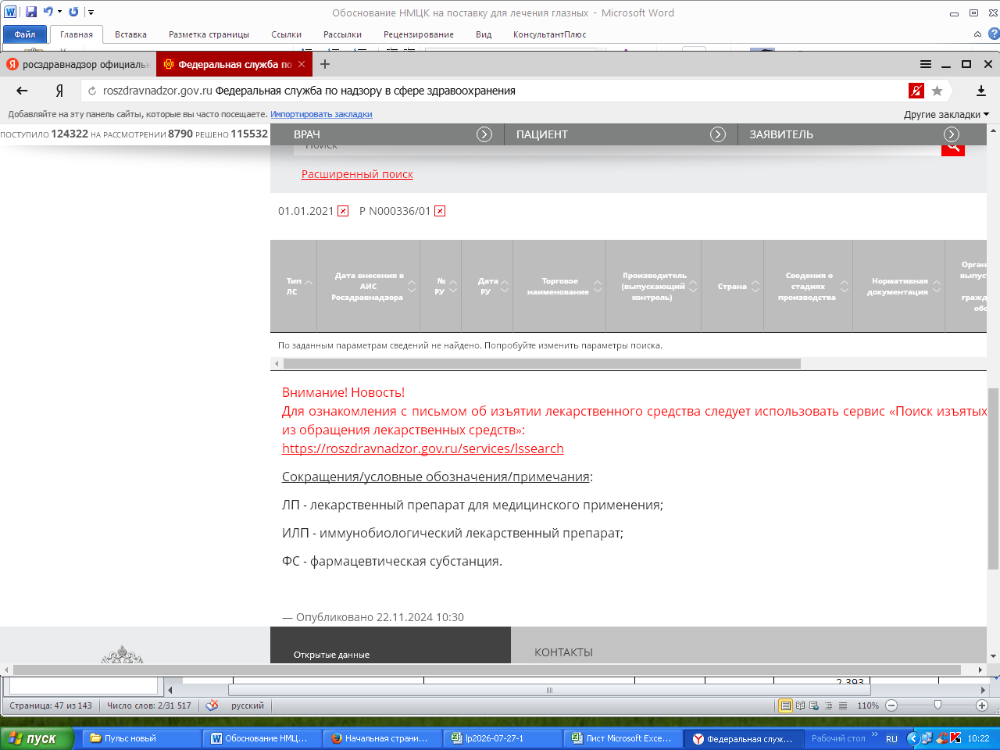 Обоснование НМЦК на поставку для лечения глазных - Microsoft Word
Файл Главная Вставка Разметка страницы Ссылки Рассылки Рецензирование Вид КонсультантПлюс
росздравнадзор официальн Федеральная служба по
roszdravnadzor.gov.ru Федеральная служба по надзору в сфере здравоохранения
Добавляйте на эту панель сайты, которые вы часто посещаете. Импортировать закладки Другие закладки
ПОСТУПИЛО 124322 НА РАССМОТРЕНИИ 8790 РЕШЕНО 115532
ВРАЧ ПАЦИЕНТ ЗАЯВИТЕЛЬ
Поиск
Расширенный поиск
01.01.2021 Р N000336/01
Тип ЛС
Дата внесения в АИС Росздравнадзора
№ РУ
Дата РУ
Торговое наименование
Производитель (выпускающий контроль)
Страна
Сведения о стадиях производства
Нормативная документация
По заданным параметрам сведений не найдено. Попробуйте изменить параметры поиска.
Внимание! Новость!
Для ознакомления с письмом об изъятии лекарственного средства следует использовать сервис «Поиск изъятых
из обращения лекарственных средств»:
https://roszdravnadzor.gov.ru/services/lssearch
Сокращения/условные обозначения/примечания:
ЛП - лекарственный препарат для медицинского применения;
ИЛП - иммунобиологический лекарственный препарат;
ФС - фармацевтическая субстанция.
— Опубликовано 22.11.2024 10:30
Открытые данные КОНТАКТЫ
2 393
Страница: 47 из 143 Число слов: 2/31 517 русский 110%
пуск Пульс новый Обоснование НМЦ... Начальная страни... lp2026-07-27-1 Лист Microsoft Exce... Федеральная служ... Рабочий стол RU 10:22